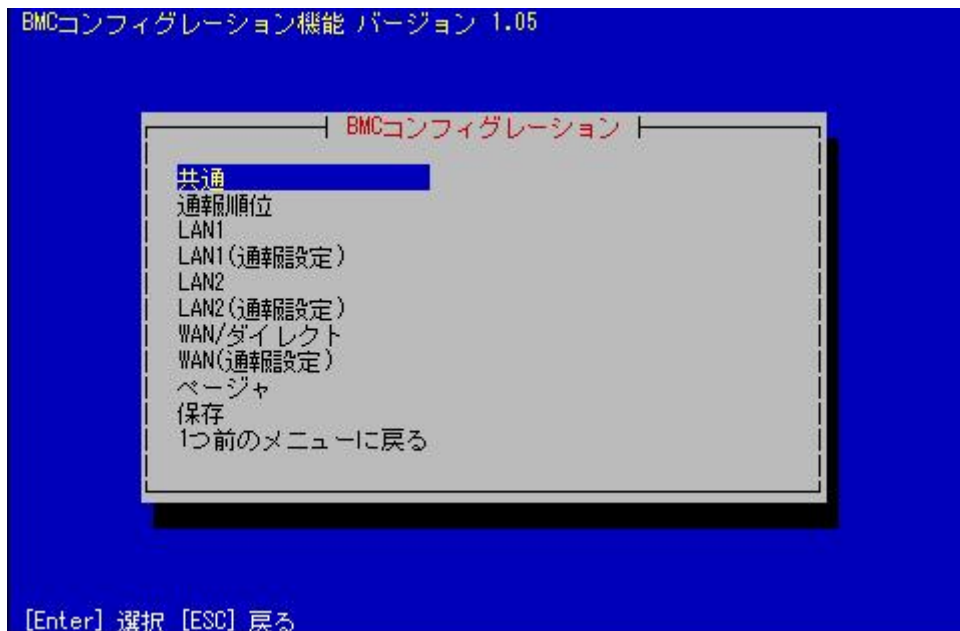 BMCコンフィグレーション機能 バージョン 1.05
BMCコンフィグレーション
共通
通報順位
LAN1
LAN1(通報設定)
LAN2
LAN2(通報設定)
WAN/ダイレクト
WAN(通報設定)
ページャ
保存
1つ前のメニューに戻る
[Enter] 選択 [ESC] 戻る